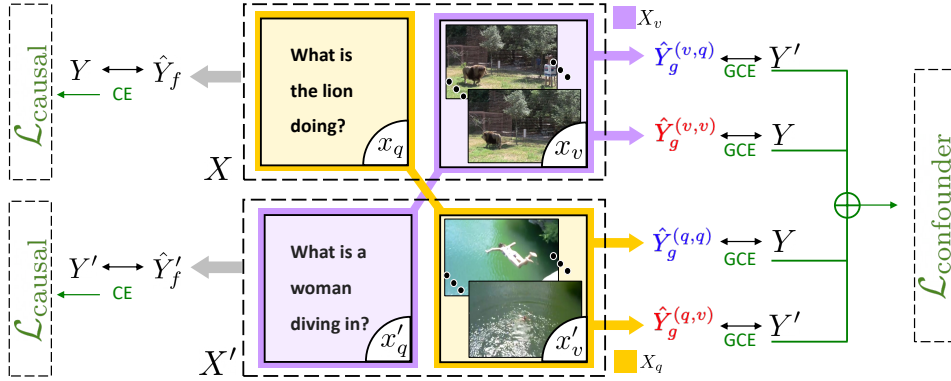 X_v
What is
the lion
doing?
x_q
x_v
X
L_causal
Y ↔ Ŷ_f
CE
Ŷ_g^(v,q) ↔ Y′
GCE
Ŷ_g^(v,v) ↔ Y
GCE
What is a
woman
diving in?
x′_q
x′_v
X′
L_causal
Y′ ↔ Ŷ′_f
CE
Ŷ_g^(q,q) ↔ Y
GCE
Ŷ_g^(q,v) ↔ Y′
GCE
X_q
L_confounder